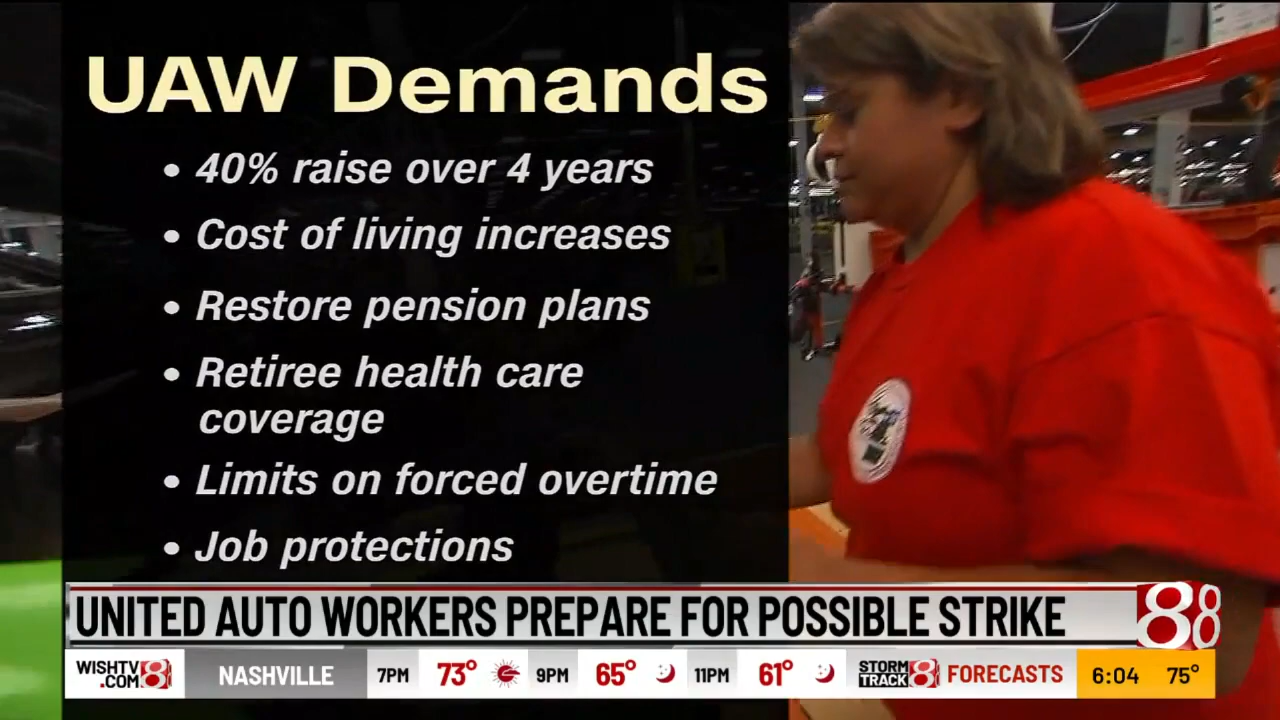 UAW Demands
• 40% raise over 4 years
• Cost of living increases
• Restore pension plans
• Retiree health care
coverage
• Limits on forced overtime
• Job protections
UNITED AUTO WORKERS PREPARE FOR POSSIBLE STRIKE
8
WISHTV
.COM 8
NASHVILLE
7PM 73° 9PM 65° 11PM 61°
STORM
TRACK 8
FORECASTS
6:04 75°